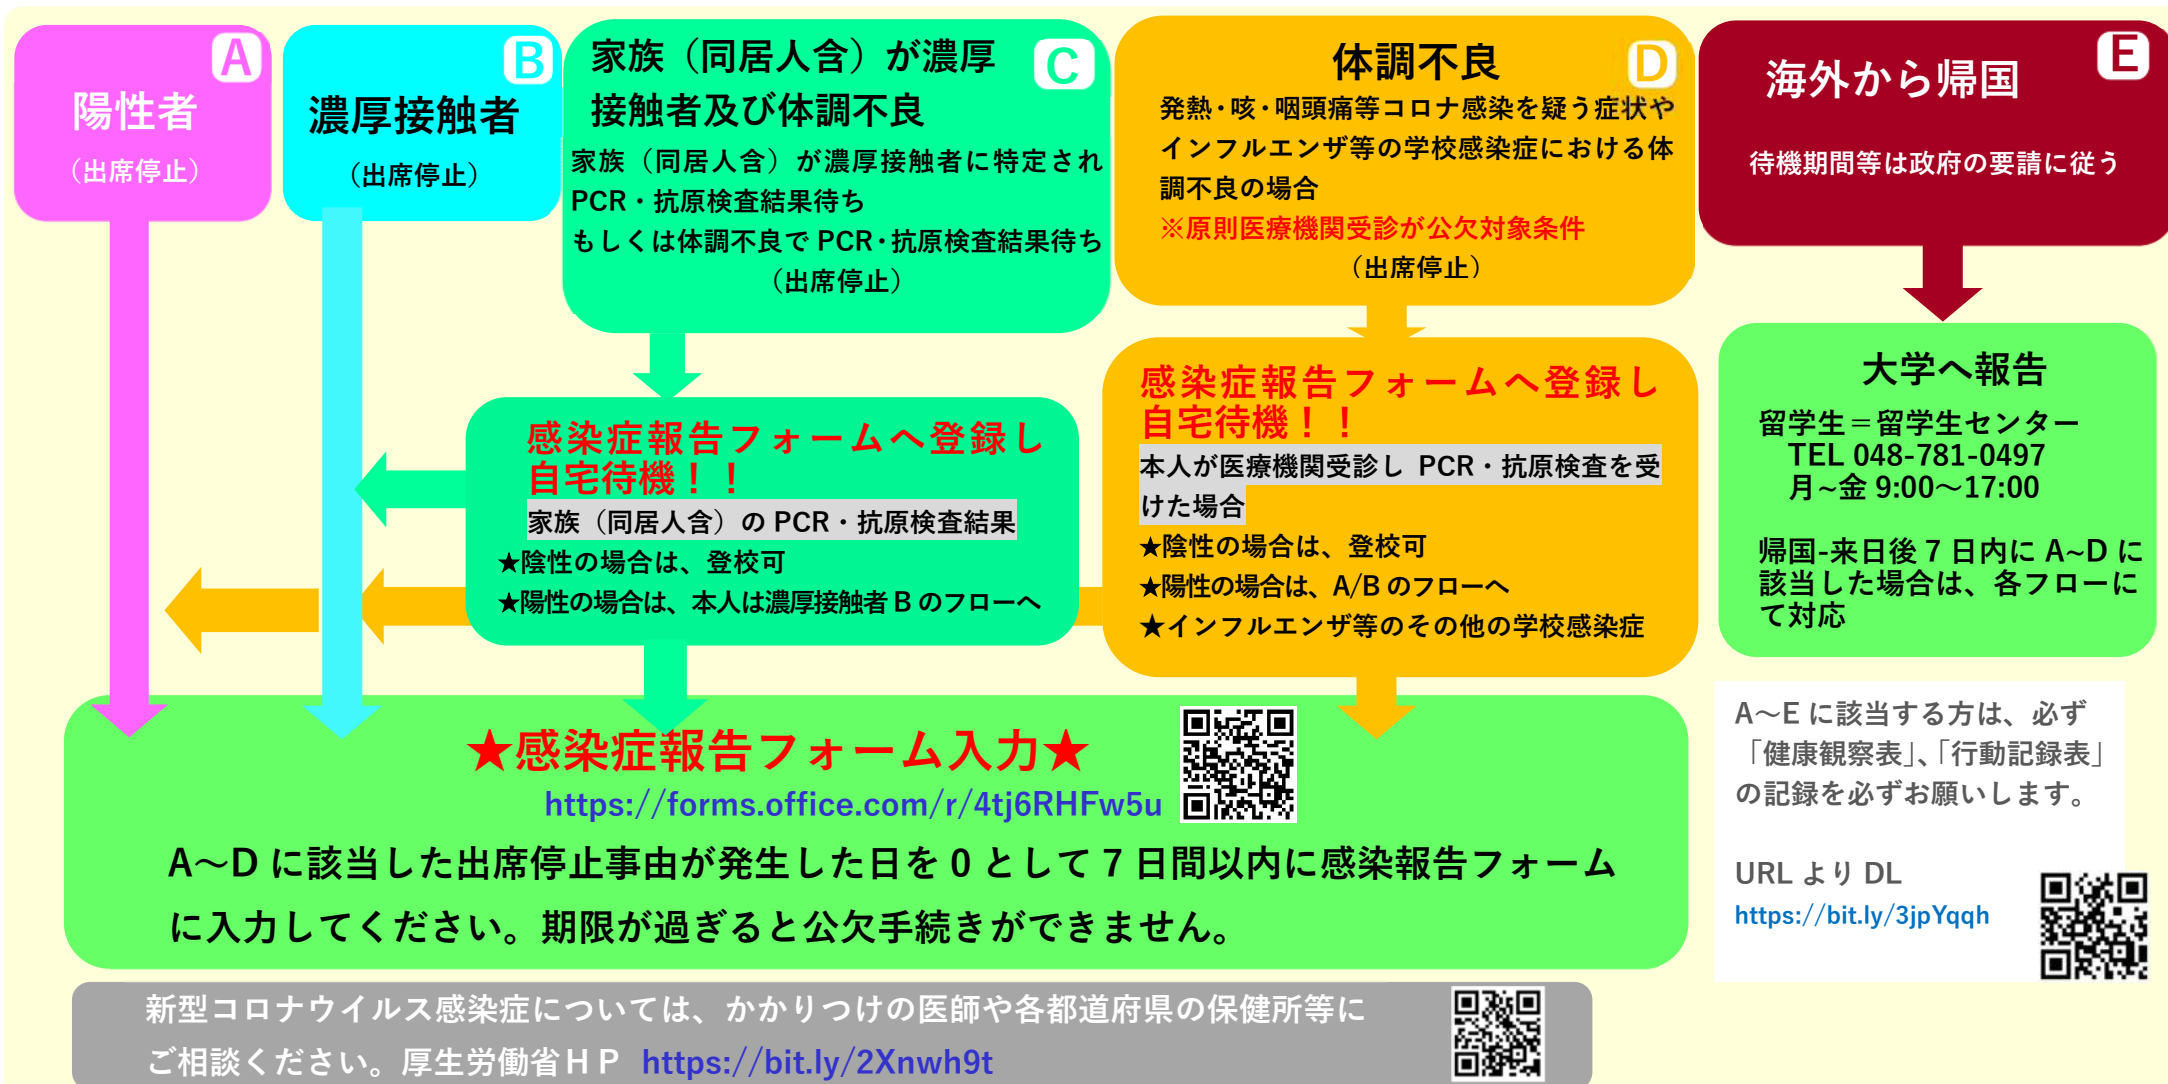 A
陽性者
（出席停止）
B
濃厚接触者
（出席停止）
C
家族（同居人含）が濃厚
接触者及び体調不良
家族（同居人含）が濃厚接触者に特定され
PCR・抗原検査結果待ち
もしくは体調不良で PCR・抗原検査結果待ち
（出席停止）
D
体調不良
発熱・咳・咽頭痛等コロナ感染を疑う症状や
インフルエンザ等の学校感染症における体
調不良の場合
※原則医療機関受診が公欠対象条件
（出席停止）
E
海外から帰国
待機期間等は政府の要請に従う
感染症報告フォームへ登録し
自宅待機！！
家族（同居人含）の PCR・抗原検査結果
★陰性の場合は、登校可
★陽性の場合は、本人は濃厚接触者 B のフローへ
感染症報告フォームへ登録し
自宅待機！！
本人が医療機関受診し PCR・抗原検査を受
けた場合
★陰性の場合は、登校可
★陽性の場合は、A/B のフローへ
★インフルエンザ等のその他の学校感染症
大学へ報告
留学生＝留学生センター
TEL 048-781-0497
月~金 9:00～17:00
帰国-来日後 7 日内に A~D に
該当した場合は、各フローに
て対応
★感染症報告フォーム入力★
https://forms.office.com/r/4tj6RHFw5u
A～D に該当した出席停止事由が発生した日を 0 として 7 日間以内に感染報告フォーム
に入力してください。期限が過ぎると公欠手続きができません。
A～E に該当する方は、必ず
「健康観察表」、「行動記録表」
の記録を必ずお願いします。
URL より DL
https://bit.ly/3jpYqqh
新型コロナウイルス感染症については、かかりつけの医師や各都道府県の保健所等に
ご相談ください。厚生労働省ＨＰ https://bit.ly/2Xnwh9t